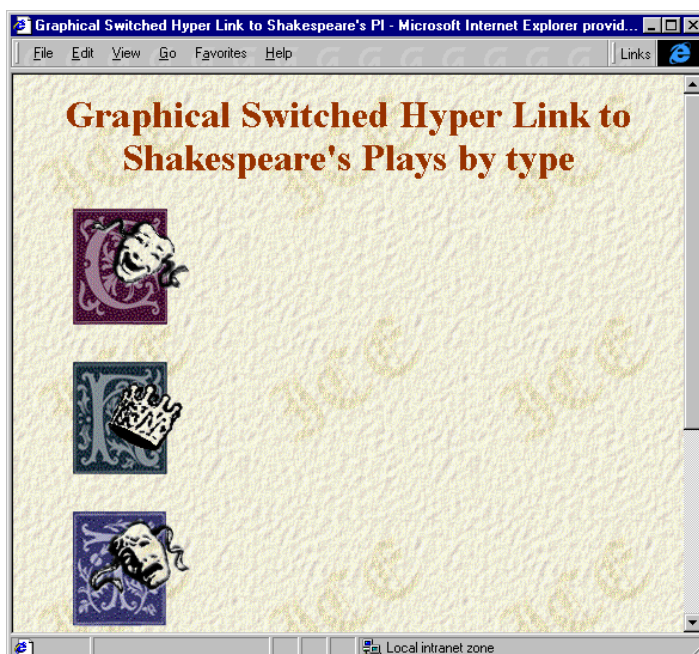 Graphical Switched Hyper Link to Shakespeare's Pl - Microsoft Internet Explorer provid...
File Edit View Go Favorites Help Links
Graphical Switched Hyper Link to
Shakespeare's Plays by type
C
H
T
Local intranet zone